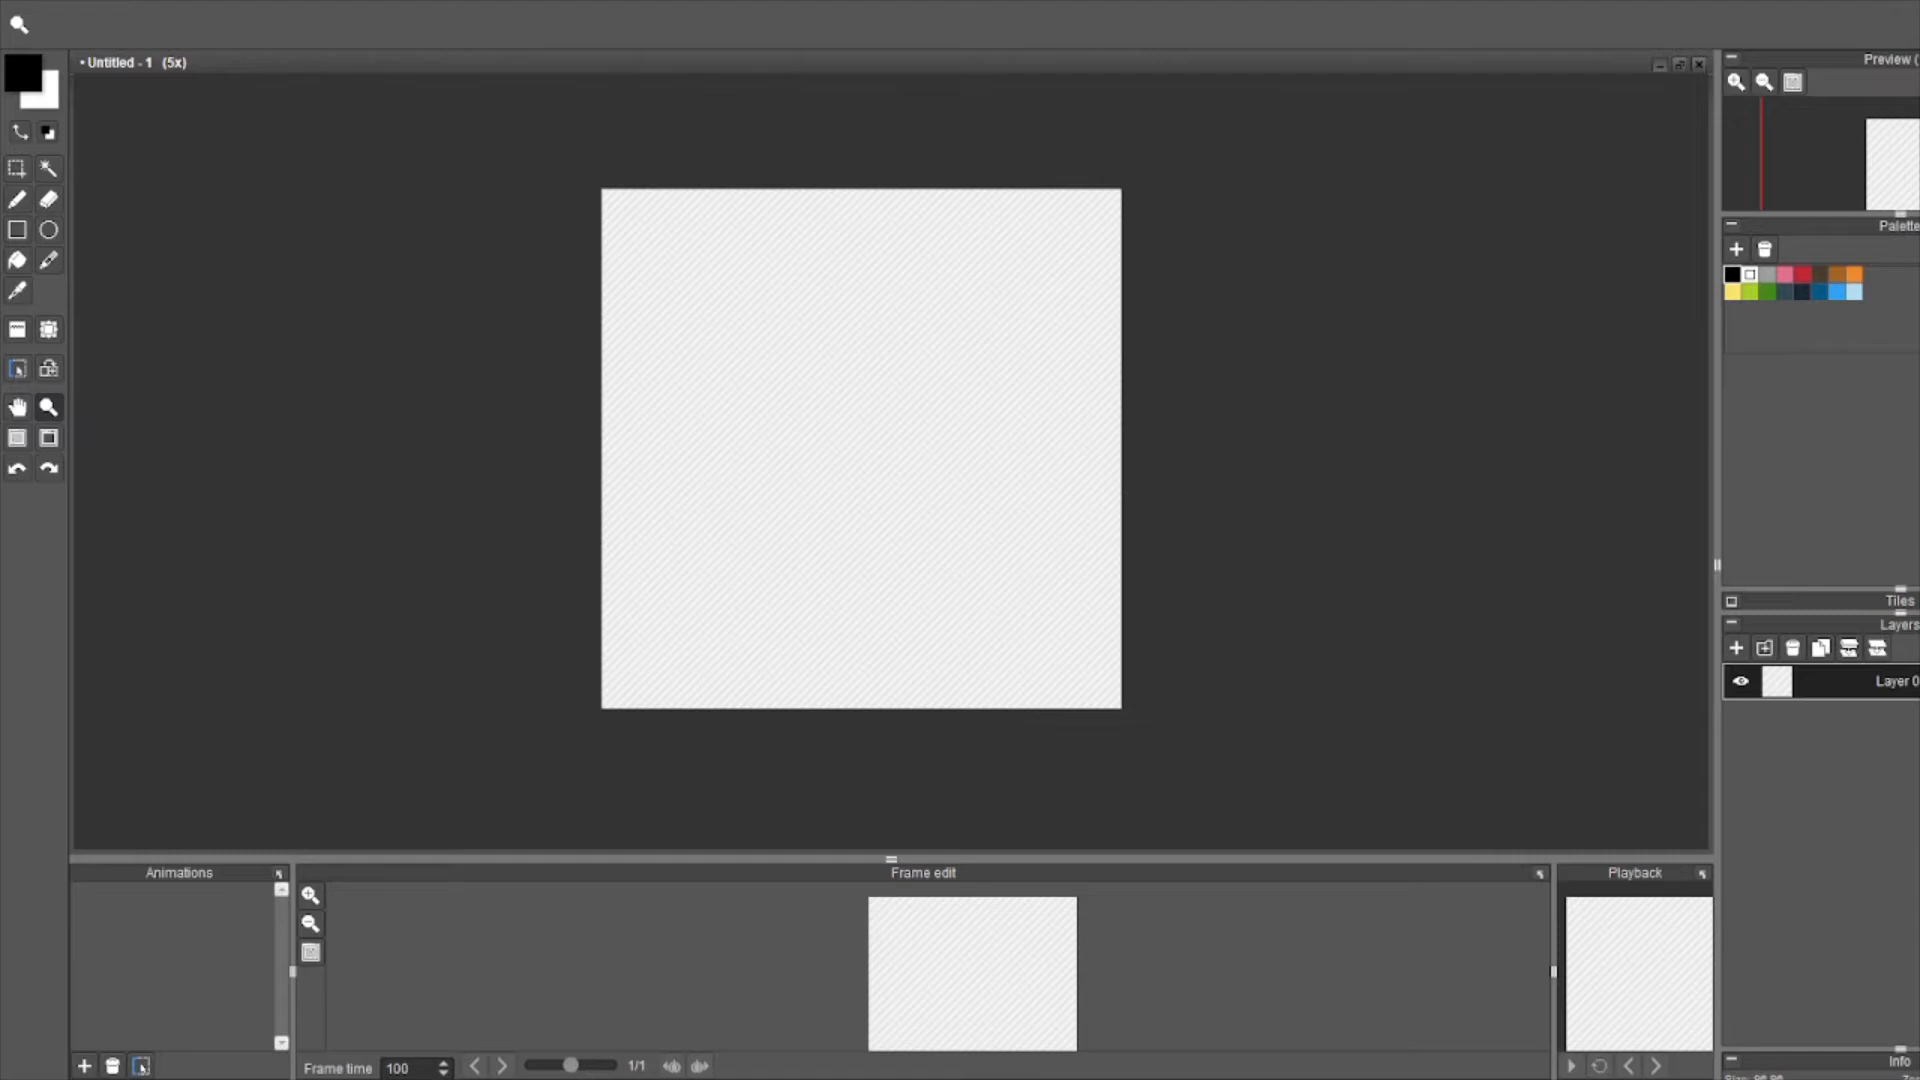 • Untitled - 1 (5x)
Preview (
Palette
Tiles
Layers
Layer 0
Animations
Frame edit
Playback
Frame time 100
1/1
Info